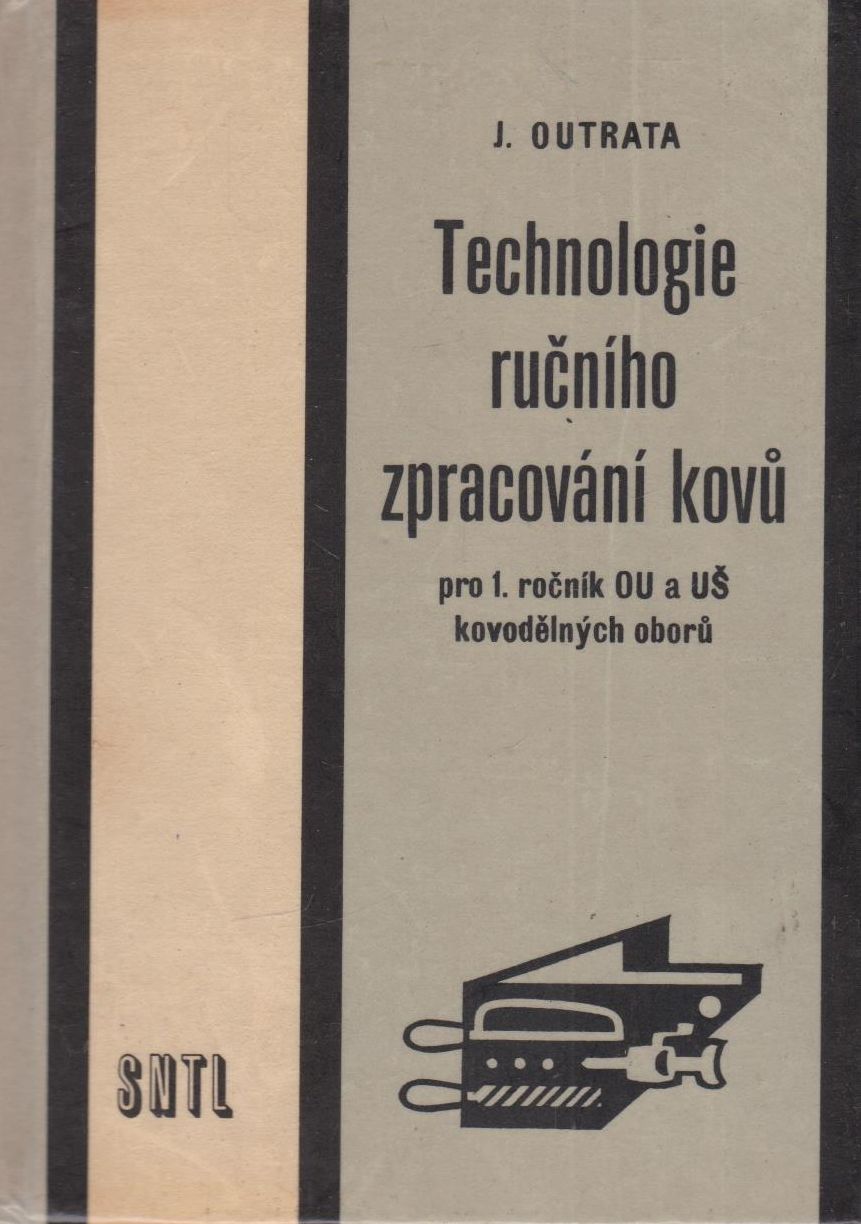 J. OUTRATA
Technologie
ručního
zpracování kovů
pro 1. ročník OU a UŠ
kovodělných oborů
SNTL